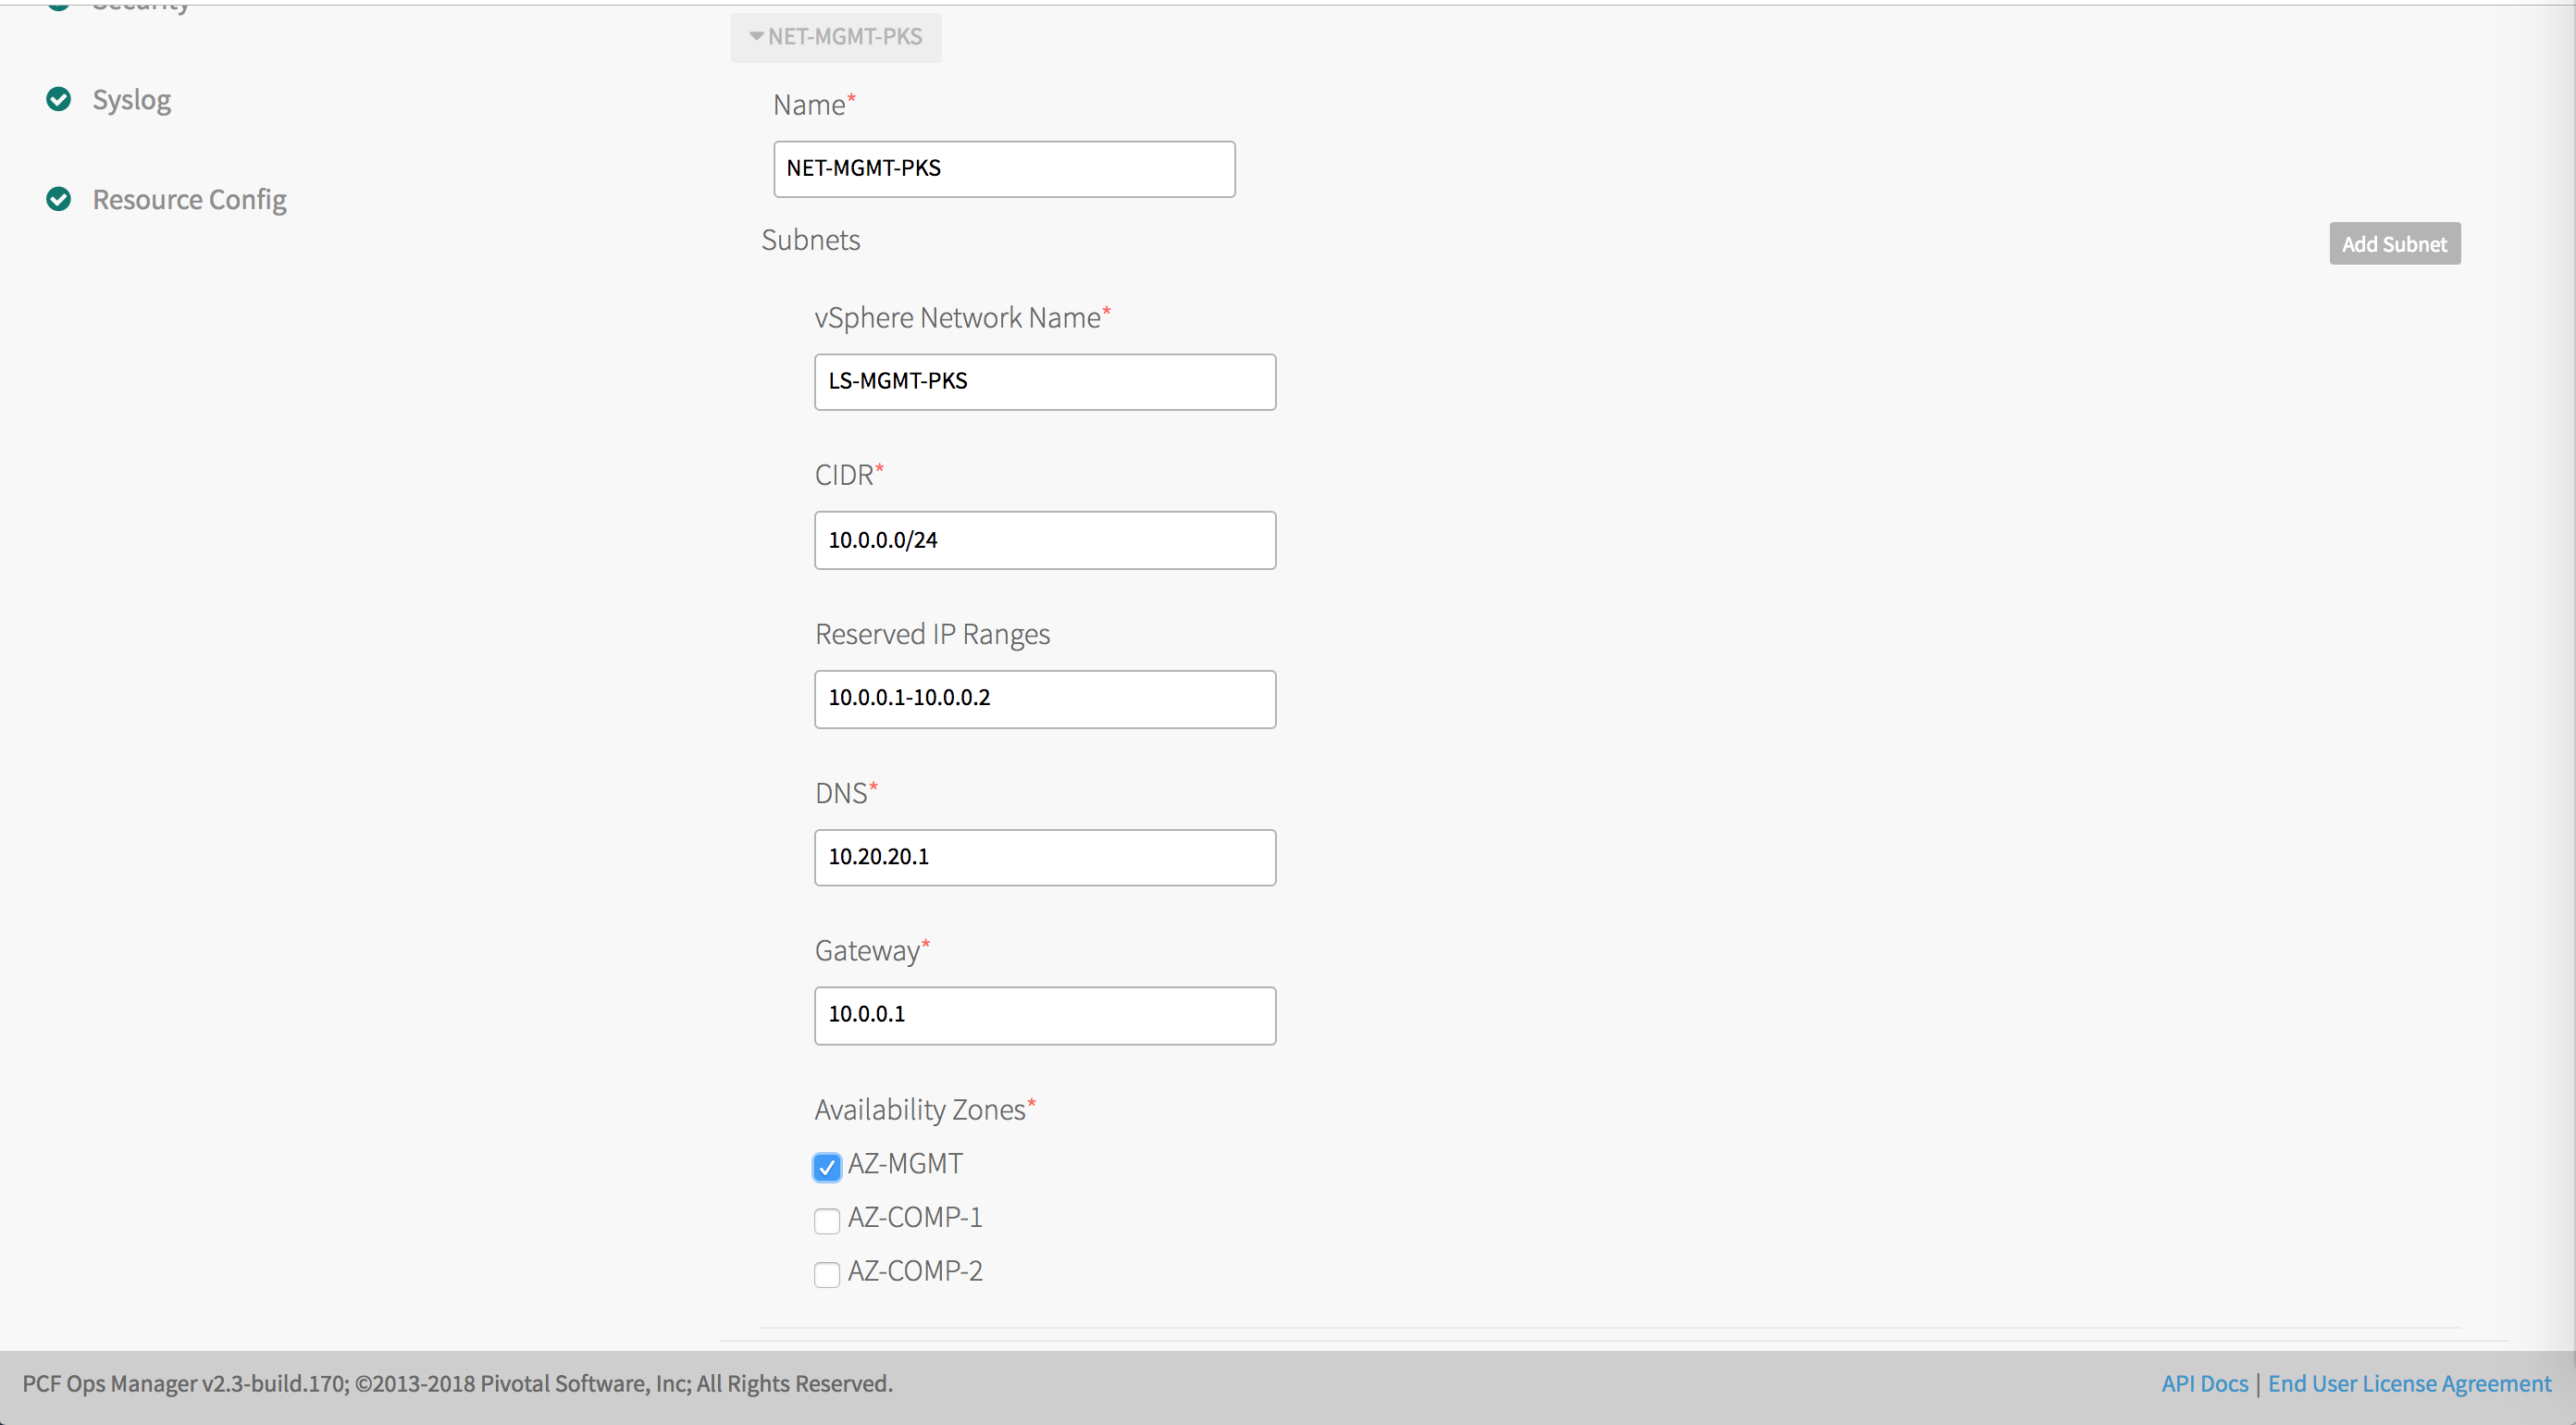 Security
NET-MGMT-PKS
Syslog
Name*
NET-MGMT-PKS
Resource Config
Subnets
Add Subnet
vSphere Network Name*
LS-MGMT-PKS
CIDR*
10.0.0.0/24
Reserved IP Ranges
10.0.0.1-10.0.0.2
DNS*
10.20.20.1
Gateway*
10.0.0.1
Availability Zones*
AZ-MGMT
AZ-COMP-1
AZ-COMP-2
PCF Ops Manager v2.3-build.170; ©2013-2018 Pivotal Software, Inc; All Rights Reserved.
API Docs | End User License Agreement